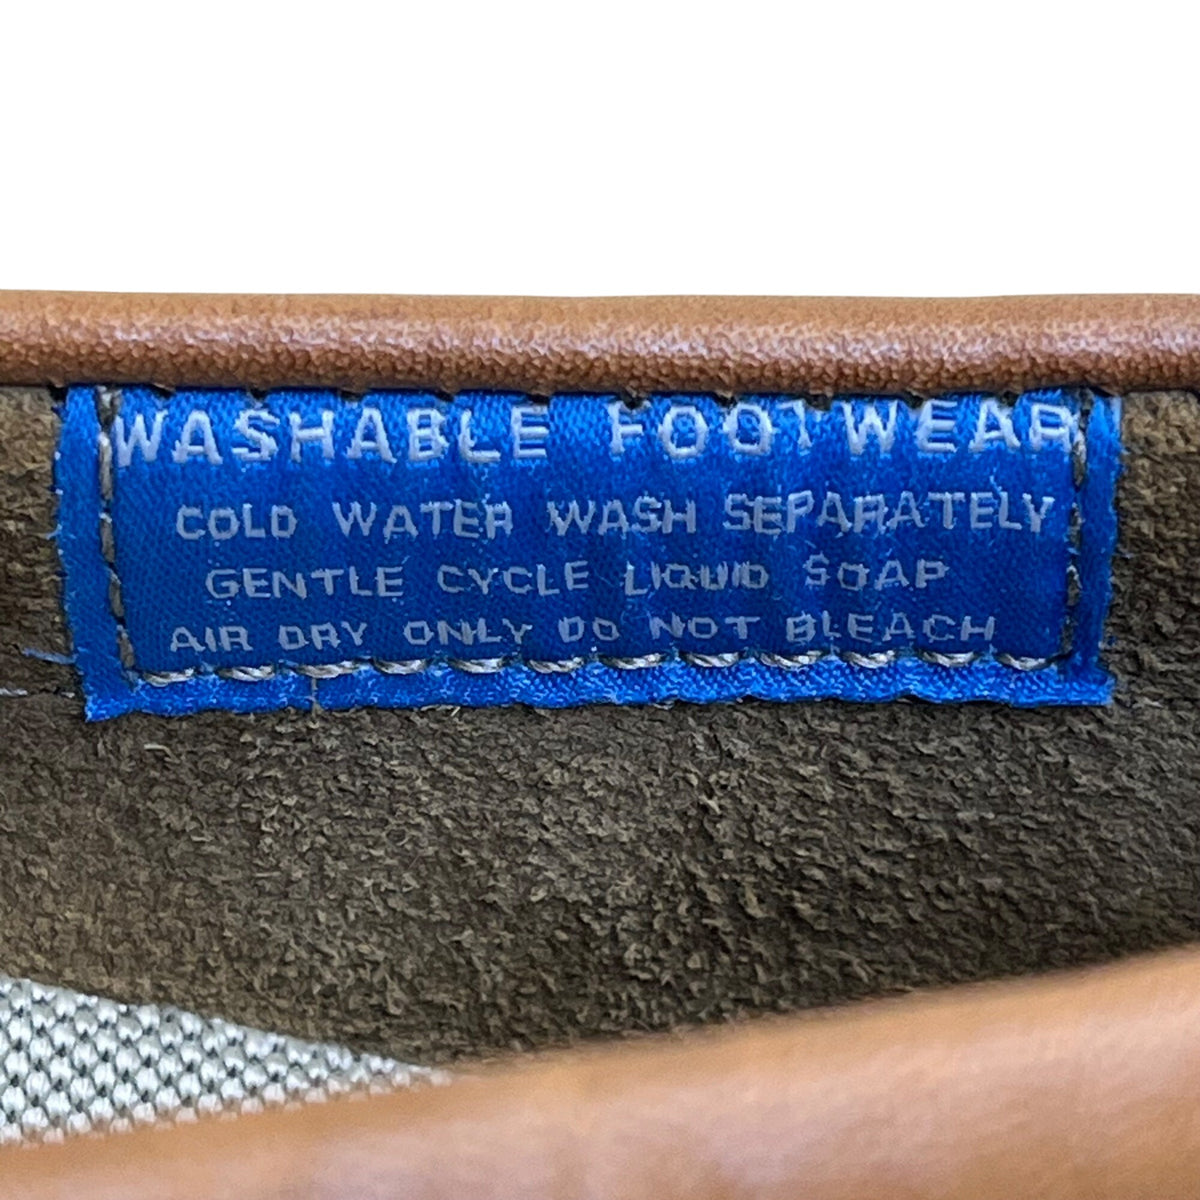 WASHABLE FOOTWEAR
COLD WATER WASH SEPARATELY
GENTLE CYCLE LIQUID SOAP
AIR DRY ONLY DO NOT BLEACH